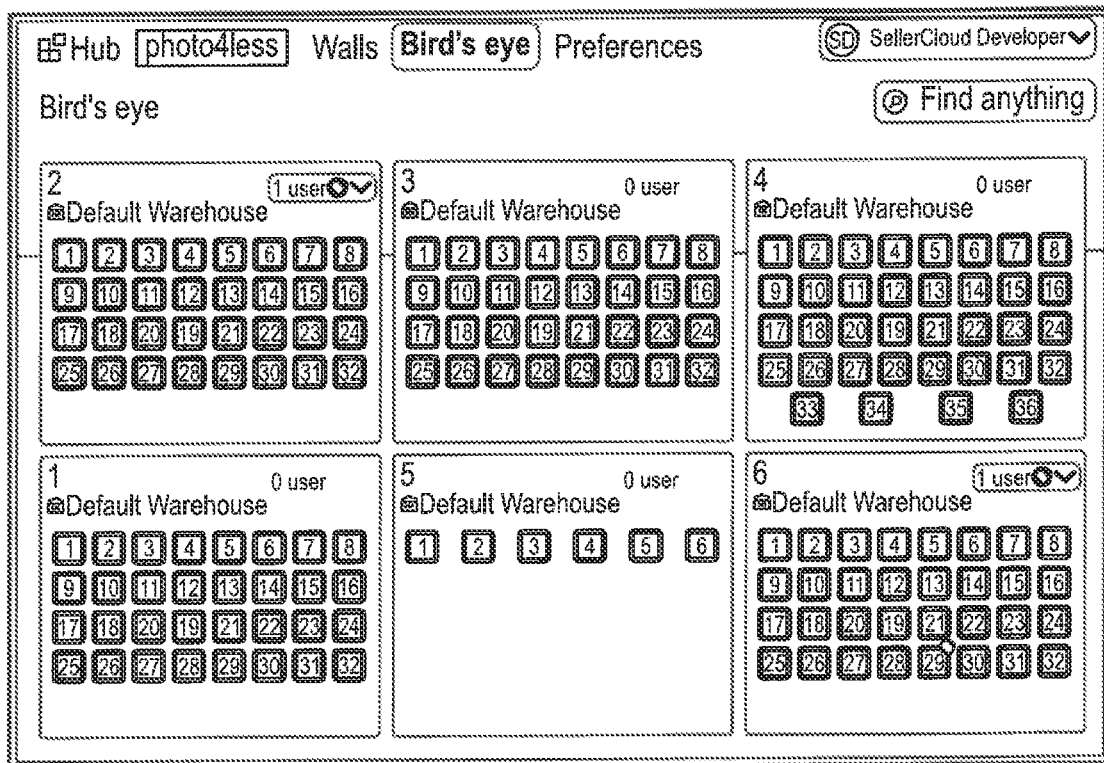 Hub photo4less Walls Bird's eye Preferences SD SellerCloud Developer
Bird's eye
Find anything
2 1 user
Default Warehouse
1 2 3 4 5 6 7 8
9 10 11 12 13 14 15 16
17 18 20 19 21 22 23 24
25 26 27 28 29 30 31 32
3 0 user
Default Warehouse
1 2 3 4 5 6 7 8
9 10 11 12 13 14 15 16
17 18 20 19 21 22 23 24
25 26 27 28 29 30 31 32
4 0 user
Default Warehouse
1 2 3 4 5 6 7 8
9 10 11 12 13 14 15 16
17 18 20 19 21 22 23 24
25 26 27 28 29 30 31 32
33 34 35 36
1 0 user
Default Warehouse
1 2 3 4 5 6 7 8
9 10 11 12 13 14 15 16
17 18 20 19 21 22 23 24
25 26 27 28 29 30 31 32
5 0 user
Default Warehouse
1 2 3 4 5 6
6 1 user
Default Warehouse
1 2 3 4 5 6 7 8
9 10 11 12 13 14 15 16
17 18 20 19 21 22 23 24
25 26 27 28 29 30 31 32